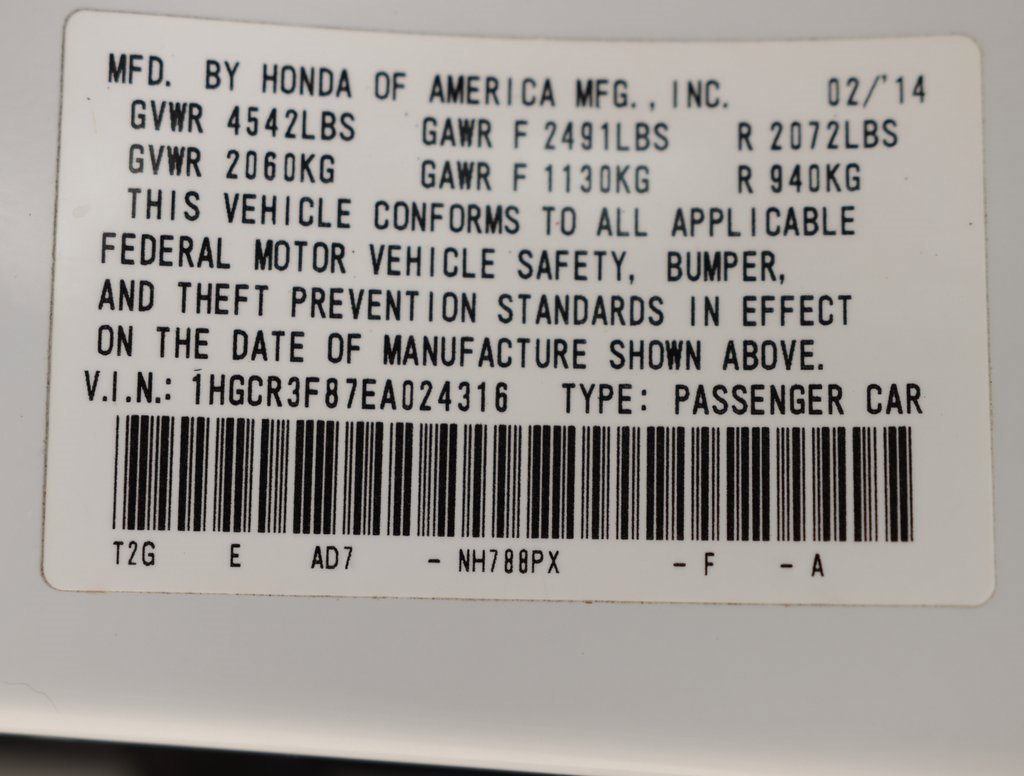 MFD. BY HONDA OF AMERICA MFG., INC. 02/'14
GVWR 4542LBS GAWR F 2491LBS R 2072LBS
GVWR 2060KG GAWR F 1130KG R 940KG
THIS VEHICLE CONFORMS TO ALL APPLICABLE
FEDERAL MOTOR VEHICLE SAFETY, BUMPER,
AND THEFT PREVENTION STANDARDS IN EFFECT
ON THE DATE OF MANUFACTURE SHOWN ABOVE.
V.I.N.: 1HGCR3F87EA024316 TYPE: PASSENGER CAR
T2G E AD7 - NH788PX - F - A